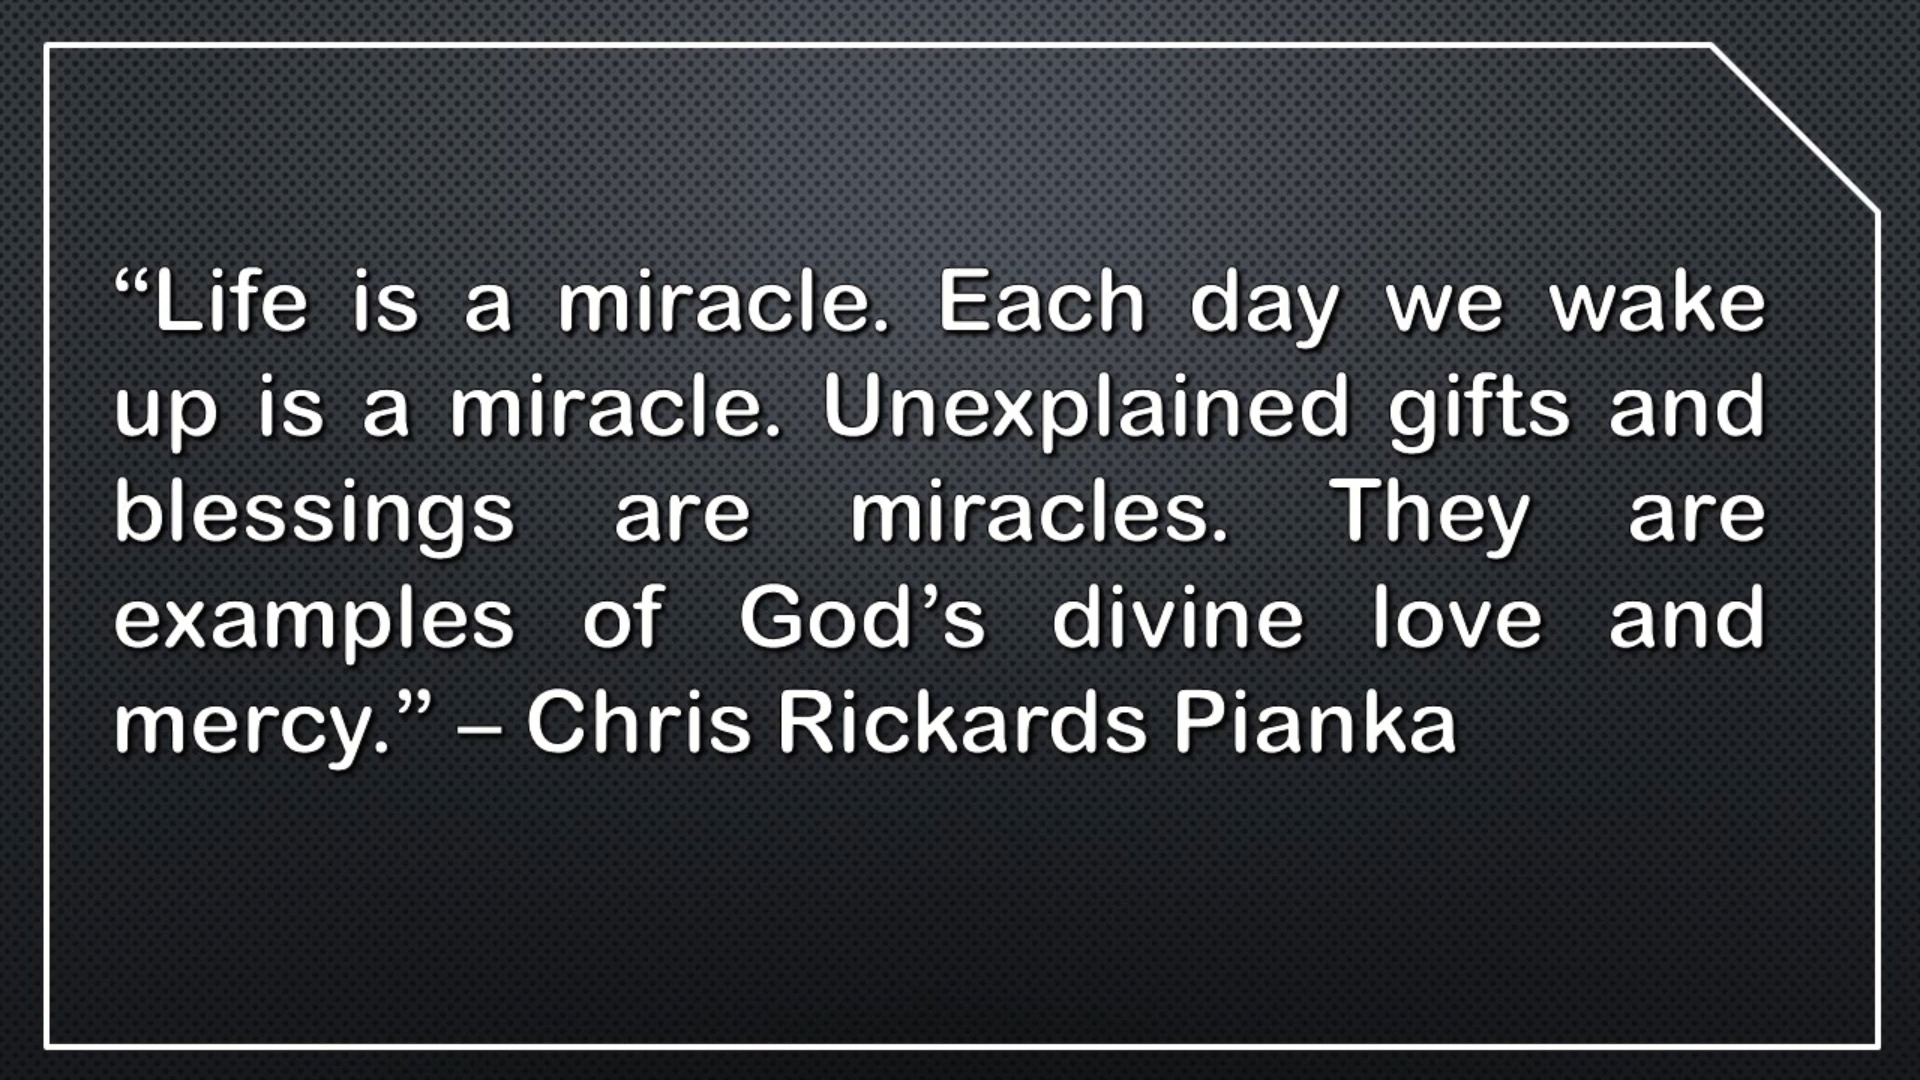 “Life is a miracle. Each day we wake
up is a miracle. Unexplained gifts and
blessings are miracles. They are
examples of God’s divine love and
mercy.” – Chris Rickards Pianka